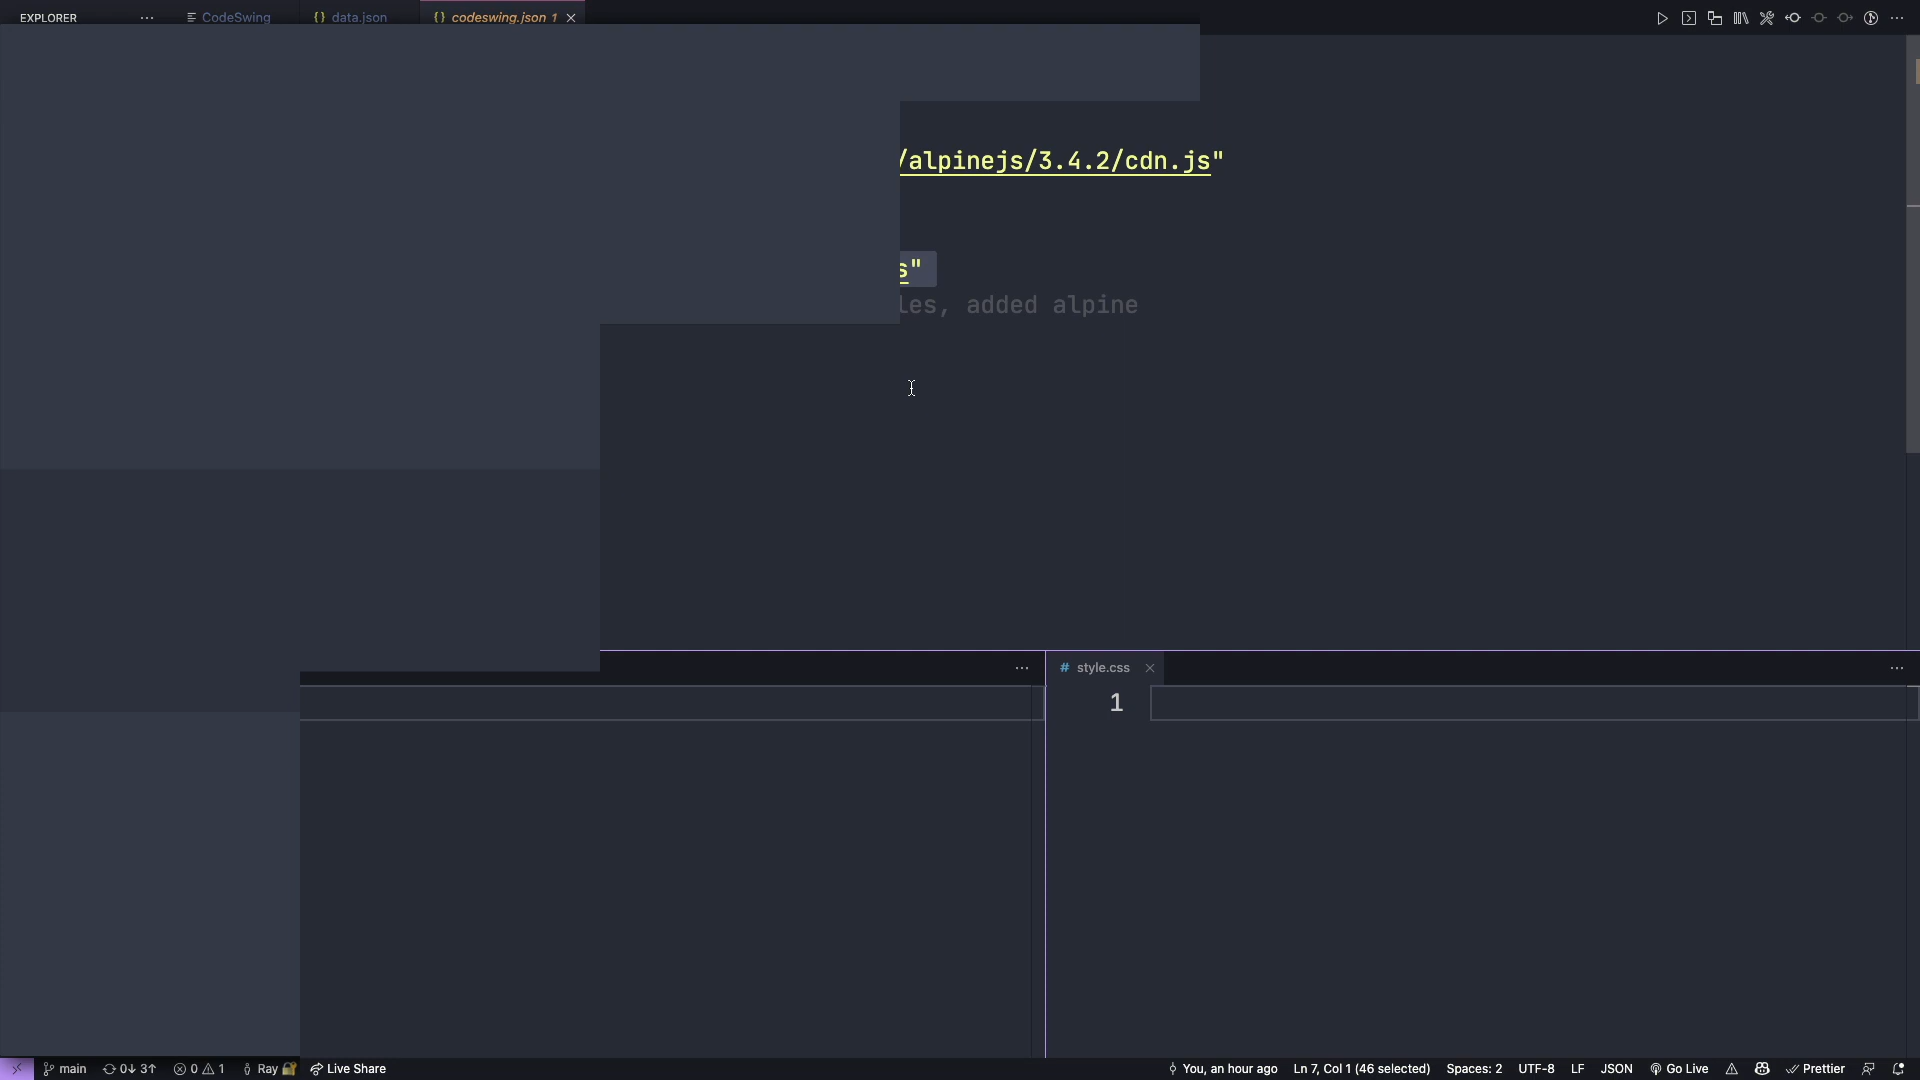 EXPLORER
CodeSwing
{} data.json
{} codeswing.json 1
/alpinejs/3.4.2/cdn.js"
s"
les, added alpine
# style.css
1
main
0↓ 3↑
0
1
Ray
Live Share
You, an hour ago
Ln 7, Col 1 (46 selected)
Spaces: 2
UTF-8
LF
JSON
Go Live
Prettier